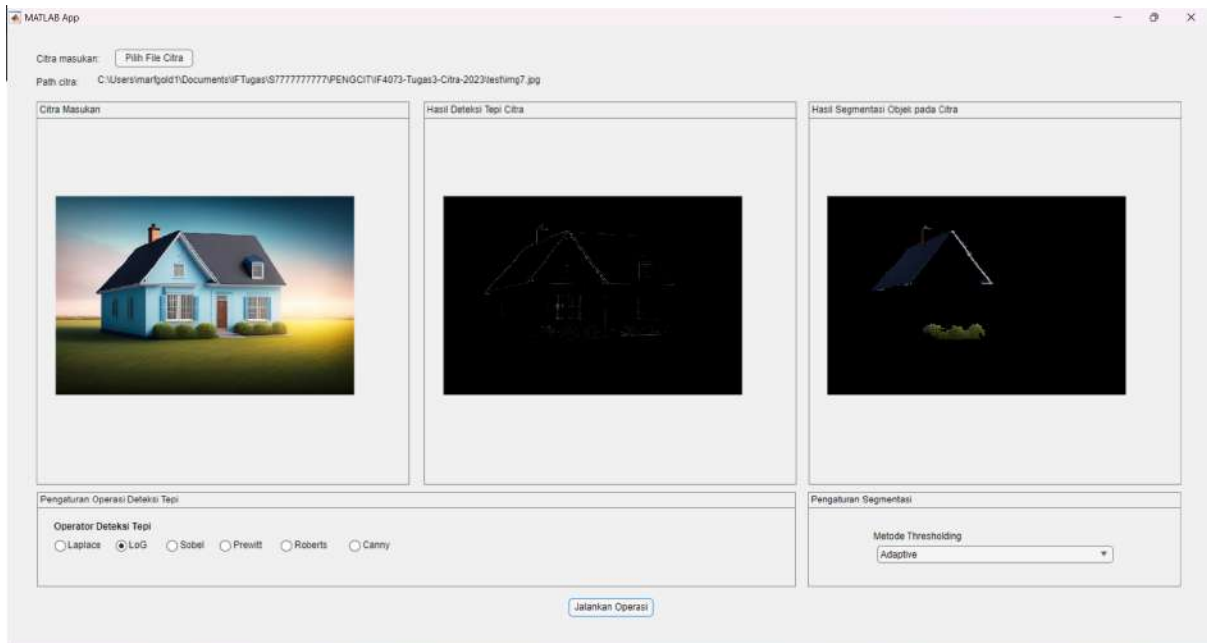 MATLAB App
Citra masukan: Pilih File Citra
Path citra: C:\Users\marfgold1\Documents\IFTugas\S7777777777\PENGCIT\IF4073-Tugas3-Citra-2023\test\img7.jpg
Citra Masukan
Hasil Deteksi Tepi Citra
Hasil Segmentasi Objek pada Citra
Pengaturan Operasi Deteksi Tepi
Operator Deteksi Tepi
Laplace LoG Sobel Prewitt Roberts Canny
Pengaturan Segmentasi
Metode Thresholding
Adaptive
Jalankan Operasi